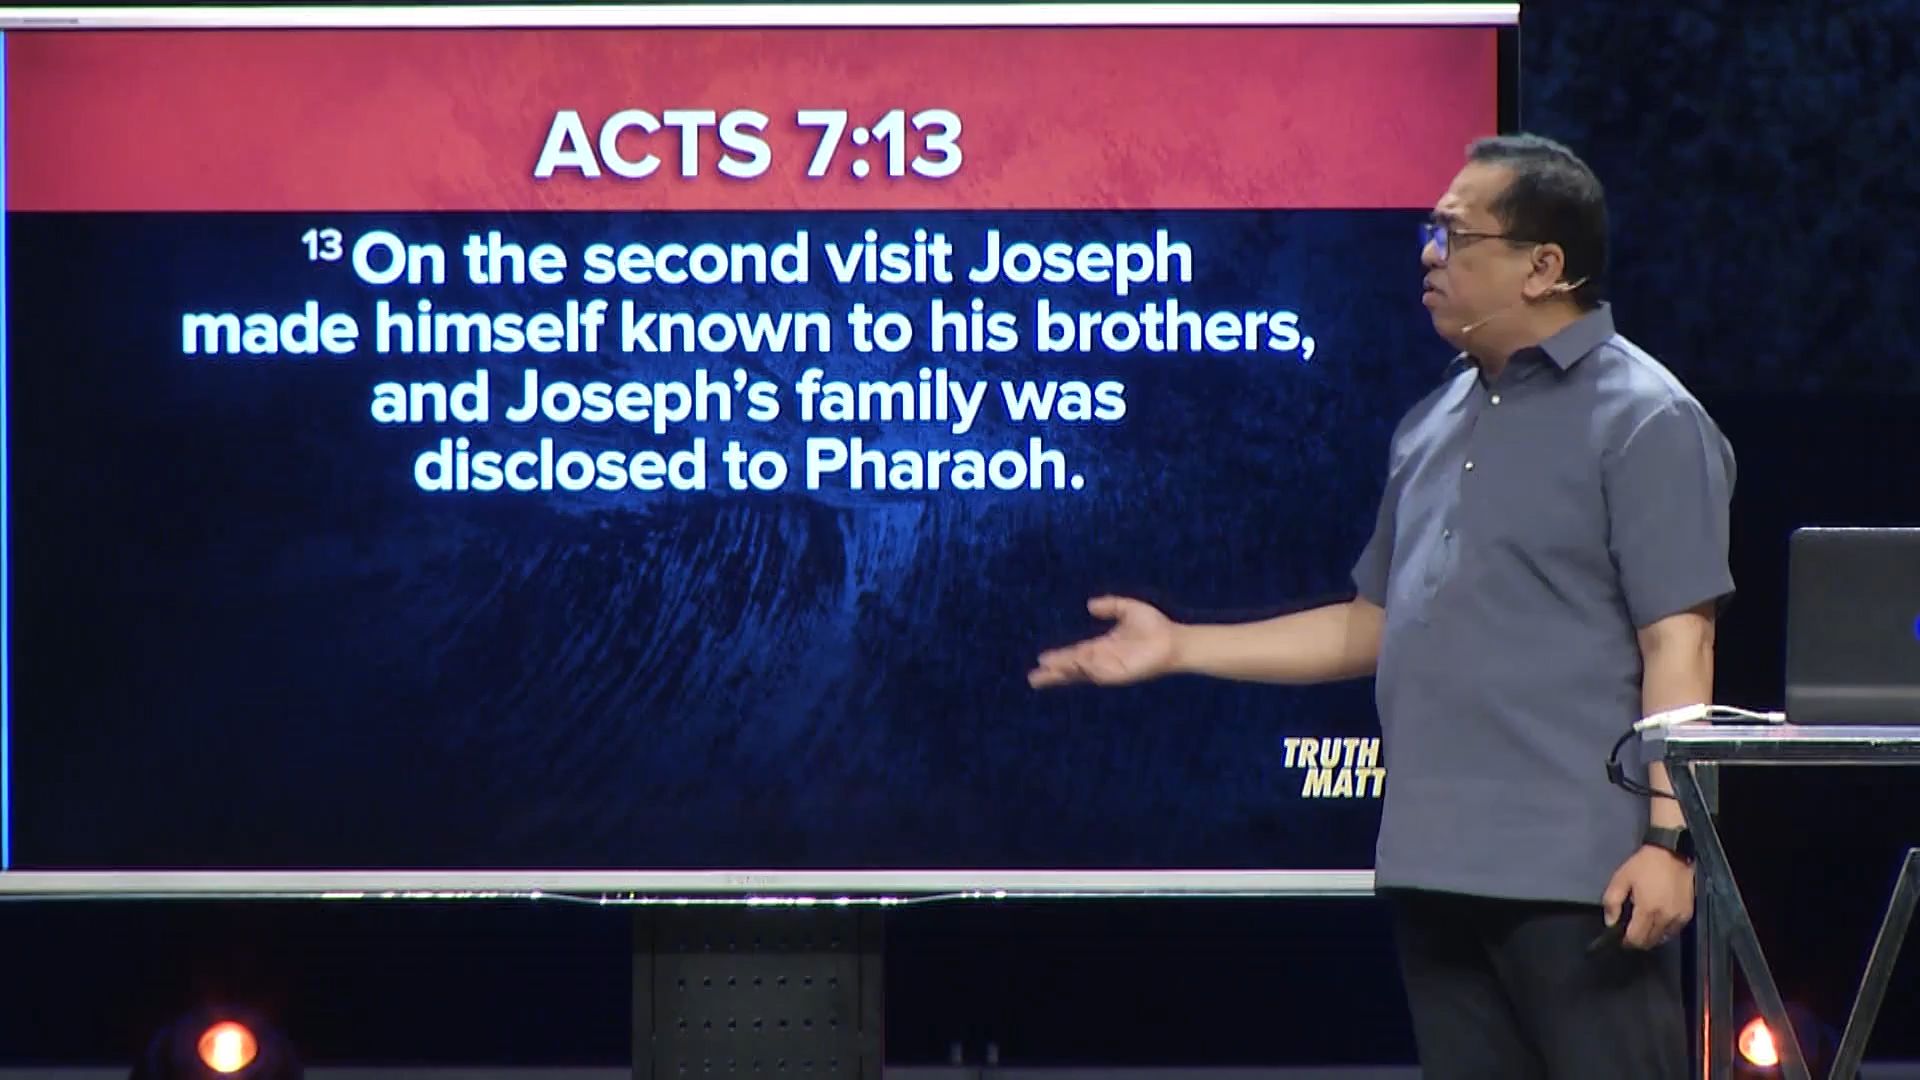 ACTS 7:13
13 On the second visit Joseph
made himself known to his brothers,
and Joseph’s family was
disclosed to Pharaoh.
TRUTH
MATT